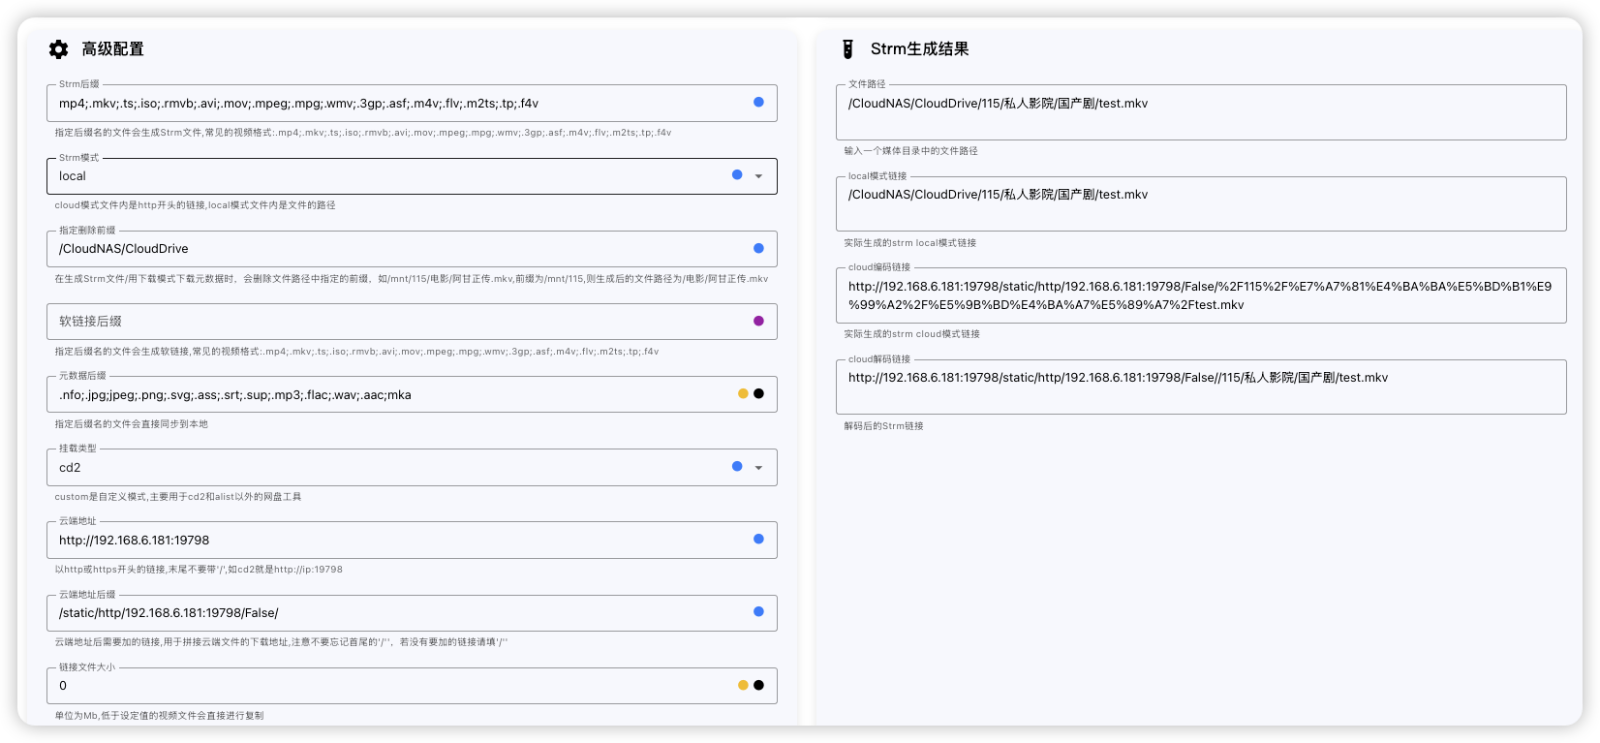 高级配置
Strm后缀
mp4;.mkv;.ts;.iso;.rmvb;.avi;.mov;.mpeg;.mpg;.wmv;.3gp;.asf;.m4v;.flv;.m2ts;.tp;.f4v
指定后缀名的文件会生成Strm文件,常见的视频格式:.mp4;.mkv;.ts;.iso;.rmvb;.avi;.mov;.mpeg;.mpg;.wmv;.3gp;.asf;.m4v;.flv;.m2ts;.tp;.f4v
Strm模式
local
cloud模式文件内是http开头的链接,local模式文件内是文件的路径
指定删除前缀
/CloudNAS/CloudDrive
在生成Strm文件/用下载模式下载元数据时，会删除文件路径中指定的前缀，如/mnt/115/电影/阿甘正传.mkv,前缀为/mnt/115,则生成后的文件路径为/电影/阿甘正传.mkv
软链接后缀
指定后缀名的文件会生成软链接,常见的视频格式:.mp4;.mkv;.ts;.iso;.rmvb;.avi;.mov;.mpeg;.mpg;.wmv;.3gp;.asf;.m4v;.flv;.m2ts;.tp;.f4v
元数据后缀
.nfo;.jpg;jpeg;.png;.svg;.ass;.srt;.sup;.mp3;.flac;.wav;.aac;mka
指定后缀名的文件会直接同步到本地
挂载类型
cd2
custom是自定义模式,主要用于cd2和alist以外的网盘工具
云端地址
http://192.168.6.181:19798
以http或https开头的链接,末尾不要带'/',如cd2就是http://ip:19798
云端地址后缀
/static/http/192.168.6.181:19798/False/
云端地址后需要加的链接,用于拼接云端文件的下载地址,注意不要忘记首尾的'/''，若没有要加的链接请填'/''
链接文件大小
0
单位为Mb,低于设定值的视频文件会直接进行复制
Strm生成结果
文件路径
/CloudNAS/CloudDrive/115/私人影院/国产剧/test.mkv
输入一个媒体目录中的文件路径
local模式链接
/CloudNAS/CloudDrive/115/私人影院/国产剧/test.mkv
实际生成的strm local模式链接
cloud编码链接
http://192.168.6.181:19798/static/http/192.168.6.181:19798/False/%2F115%2F%E7%A7%81%E4%BA%BA%E5%BD%B1%E9
%99%A2%2F%E5%9B%BD%E4%BA%A7%E5%89%A7%2Ftest.mkv
实际生成的strm cloud模式链接
cloud解码链接
http://192.168.6.181:19798/static/http/192.168.6.181:19798/False//115/私人影院/国产剧/test.mkv
解码后的Strm链接